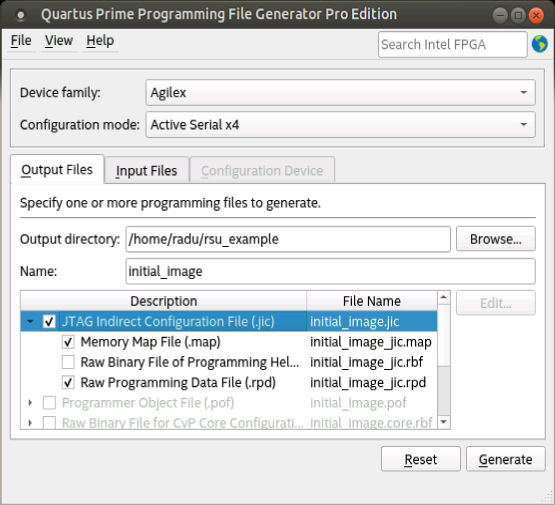 Quartus Prime Programming File Generator Pro Edition
File View Help Search Intel FPGA
Device family: Agilex
Configuration mode: Active Serial x4
Output Files Input Files Configuration Device
Specify one or more programming files to generate.
Output directory: /home/radu/rsu_example Browse...
Name: initial_image
Description File Name Edit...
JTAG Indirect Configuration File (.jic) initial_image.jic
Memory Map File (.map) initial_image_jic.map
Raw Binary File of Programming Hel... initial_image_jic.rbf
Raw Programming Data File (.rpd) initial_image_jic.rpd
Programmer Object File (.pof) initial_image.pof
Raw Binary File for CvP Core Configurati... initial_image.core.rbf
Reset Generate